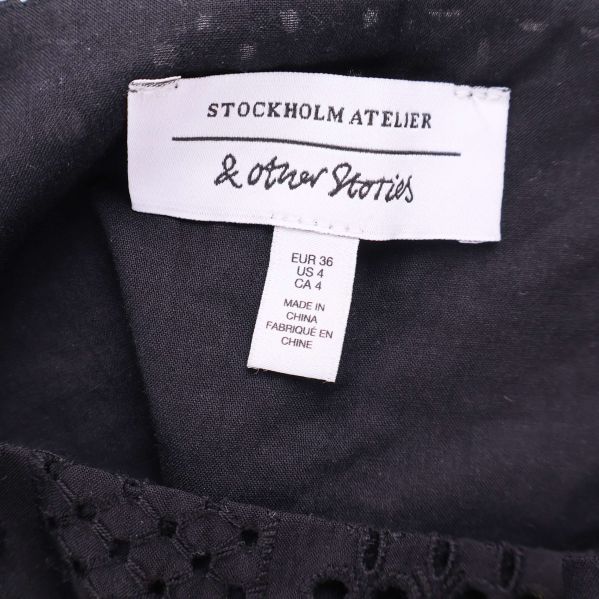 STOCKHOLM ATELIER
& other Stories
EUR 36
US 4
CA 4
MADE IN
CHINA
FABRIQUÉ EN
CHINE